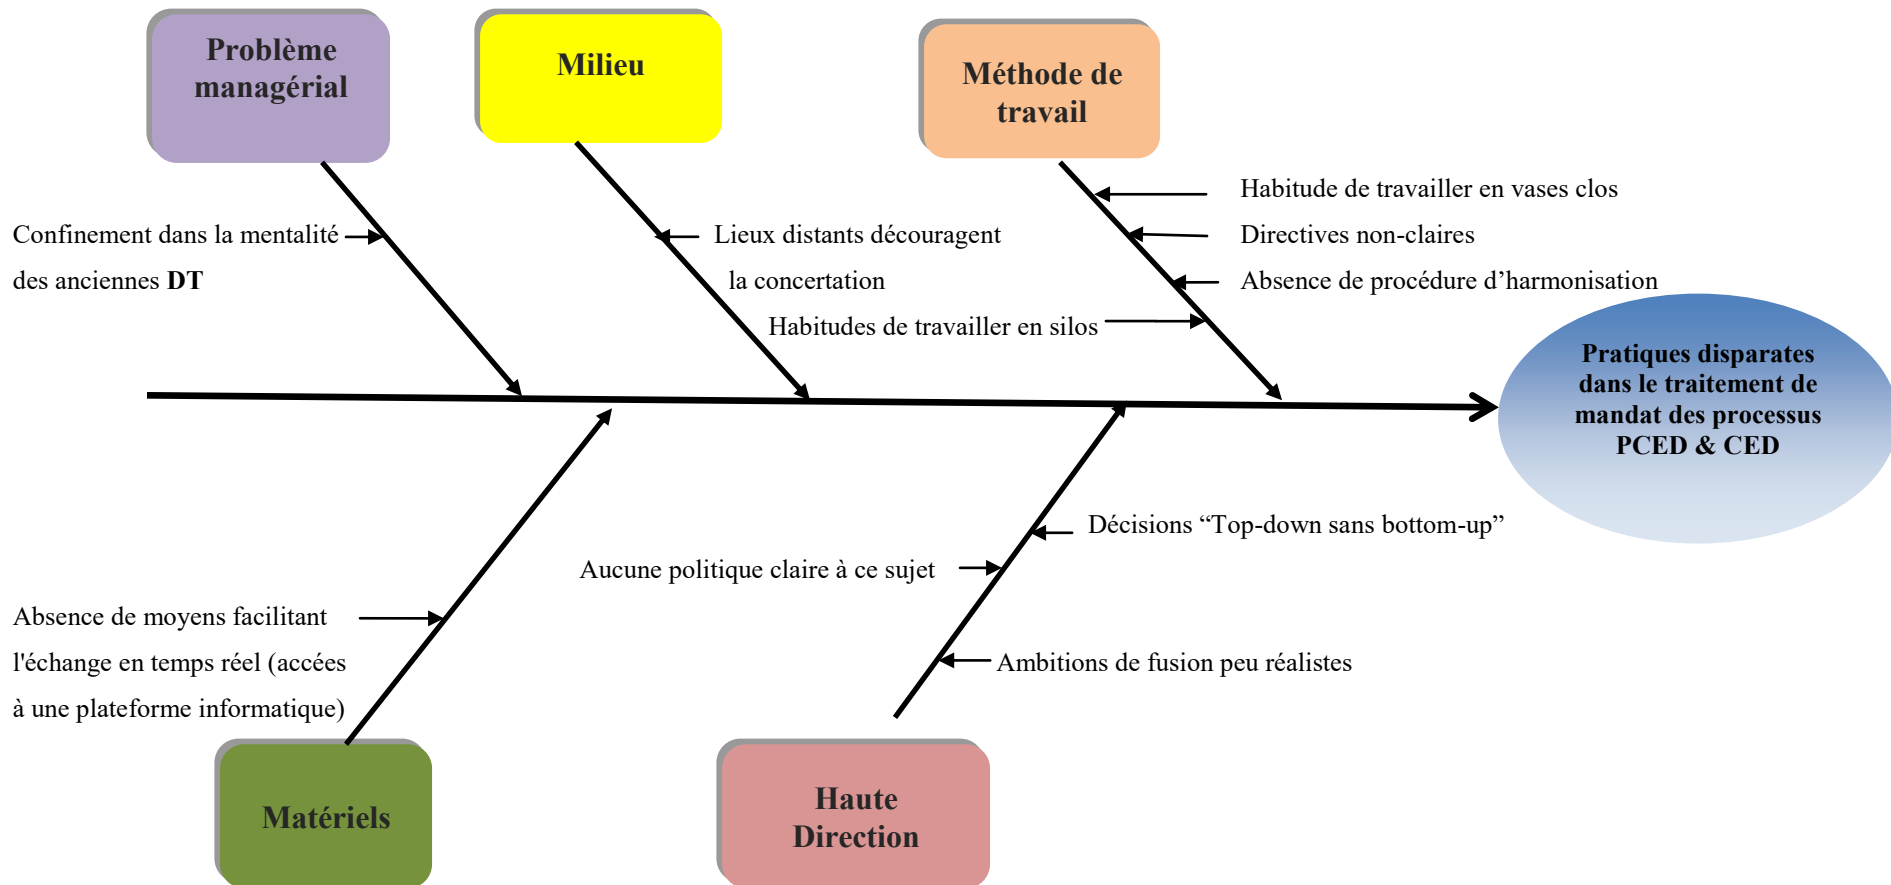 Problème
managérial
Milieu
Méthode de
travail
Habitude de travailler en vases clos
Confinement dans la mentalité
des anciennes DT
Lieux distants découragent
la concertation
Directives non-claires
Absence de procédure d’harmonisation
Habitudes de travailler en silos
Pratiques disparates
dans le traitement de
mandat des processus
PCED & CED
Décisions “Top-down sans bottom-up”
Aucune politique claire à ce sujet
Absence de moyens facilitant
l'échange en temps réel (accées
à une plateforme informatique)
Ambitions de fusion peu réalistes
Matériels
Haute
Direction